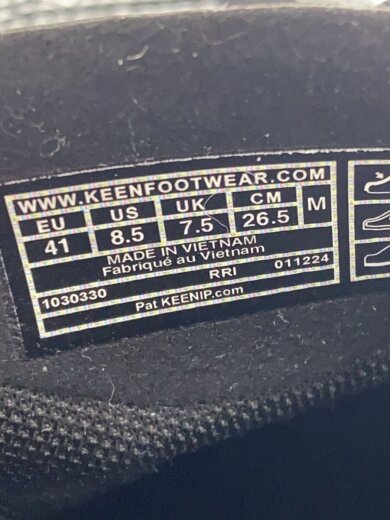 WWW.KEENFOOTWEAR.COM
EU US UK CM M
41 8.5 7.5 26.5
MADE IN VIETNAM
Fabriqué au Vietnam
RRI 011224
1030330 Pat KEENIP.com